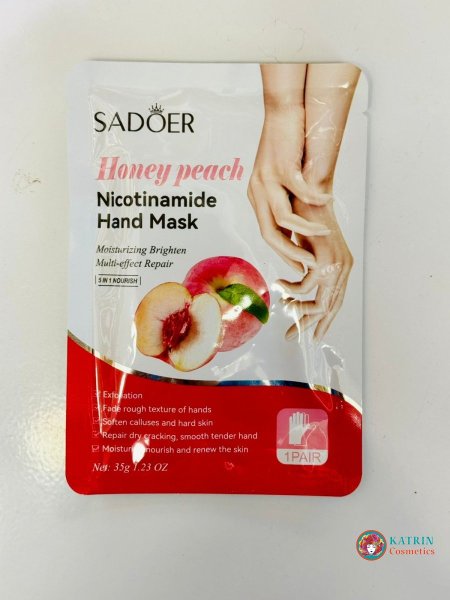 SADOER
Honey peach
Nicotinamide
Hand Mask
Moisturizing Brighten
Multi-effect Repair
5 IN 1 NOURISH
Exfoliation
Fade rough texture of hands
Soften calluses and hard skin
Repair dry cracking, smooth tender hand
Moisturize nourish and renew the skin
Net: 35g 1.23 OZ
1PAIR
KATRIN
Cosmetics